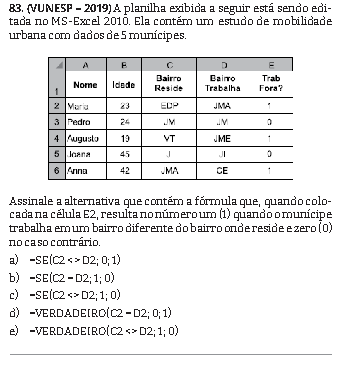 83. (VUNESP – 2019) A planilha exibida a seguir está sendo edi-
tada no MS-Excel 2010. Ela contém um estudo de mobilidade
urbana com dados de 5 munícipes.
A B C D E
1 Nome Idade Bairro Reside Bairro Trabalha Trab Fora?
2 Maria 23 EDP JMA 1
3 Pedro 24 JM JM 0
4 Augusto 19 VT JME 1
5 Joana 45 J JI 0
6 Anna 42 JMA CE 1
Assinale a alternativa que contém a fórmula que, quando colo-
cada na célula E2, resulta no número um (1) quando o munícipe
trabalha em um bairro diferente do bairro onde reside e zero (0)
no caso contrário.
a) =SE(C2 <> D2; 0; 1)
b) =SE(C2 = D2; 1; 0)
c) =SE(C2 <> D2; 1; 0)
d) =VERDADEIRO(C2 = D2; 0; 1)
e) =VERDADEIRO(C2 <> D2; 1; 0)